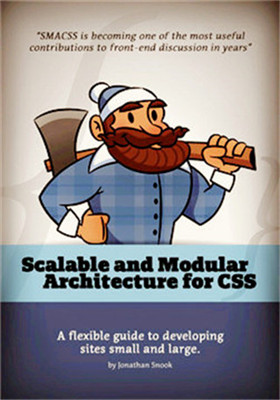 "SMACSS is becoming one of the most useful
contributions to front-end discussion in years"
Scalable and Modular
Architecture for CSS
A flexible guide to developing
sites small and large.
by Jonathan Snook